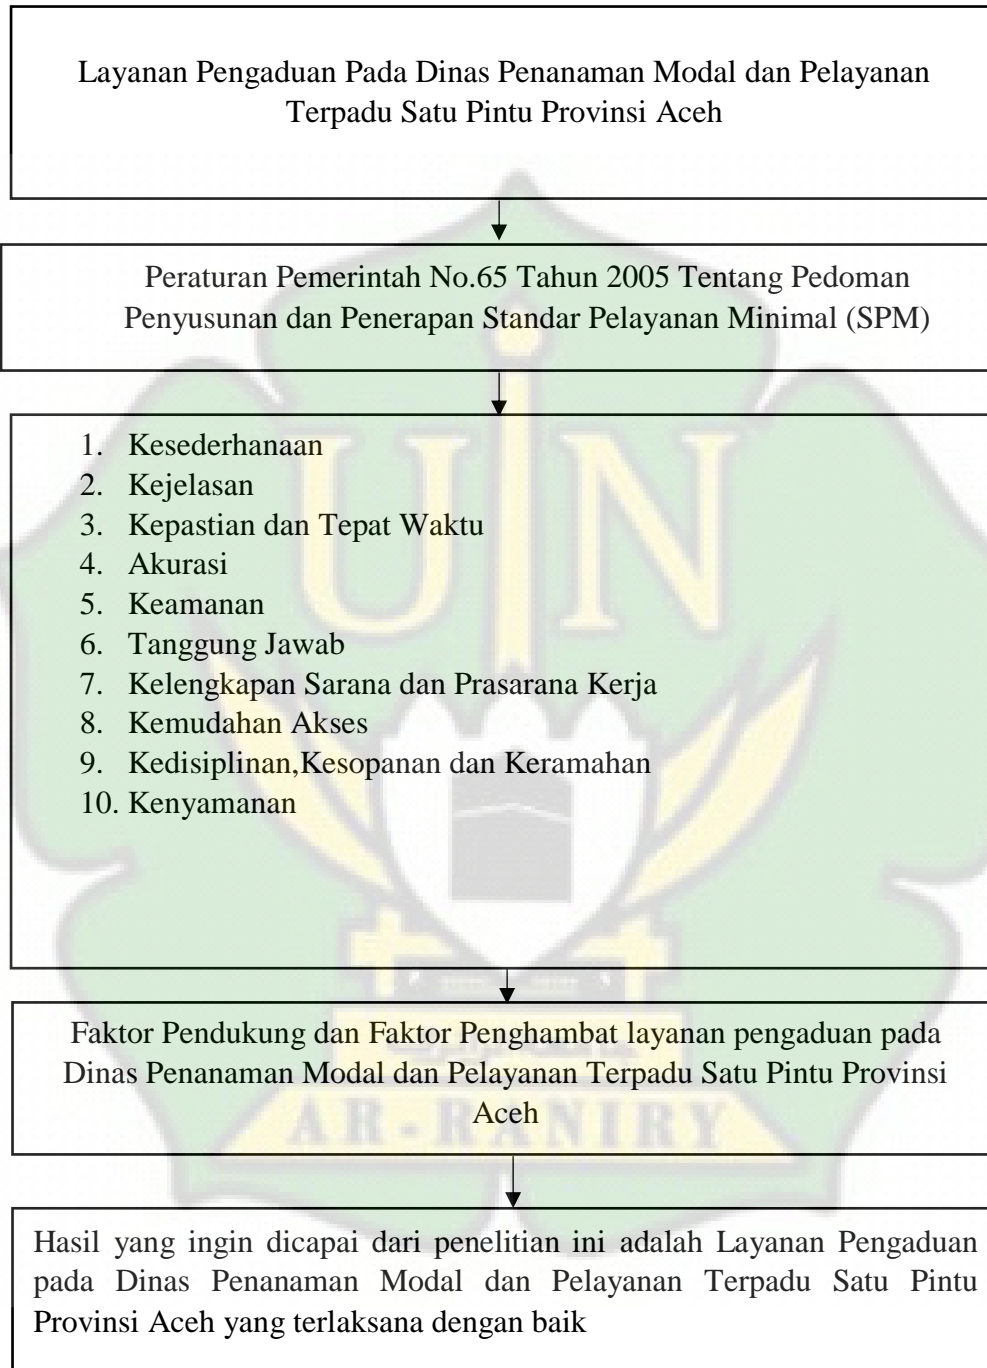 Layanan Pengaduan Pada Dinas Penanaman Modal dan Pelayanan
Terpadu Satu Pintu Provinsi Aceh
Peraturan Pemerintah No.65 Tahun 2005 Tentang Pedoman
Penyusunan dan Penerapan Standar Pelayanan Minimal (SPM)
UIN
1. Kesederhanaan
2. Kejelasan
3. Kepastian dan Tepat Waktu
4. Akurasi
5. Keamanan
6. Tanggung Jawab
7. Kelengkapan Sarana dan Prasarana Kerja
8. Kemudahan Akses
9. Kedisiplinan,Kesopanan dan Keramahan
10. Kenyamanan
Faktor Pendukung dan Faktor Penghambat layanan pengaduan pada
Dinas Penanaman Modal dan Pelayanan Terpadu Satu Pintu Provinsi
Aceh
AR-RANIRY
Hasil yang ingin dicapai dari penelitian ini adalah Layanan Pengaduan
pada Dinas Penanaman Modal dan Pelayanan Terpadu Satu Pintu
Provinsi Aceh yang terlaksana dengan baik